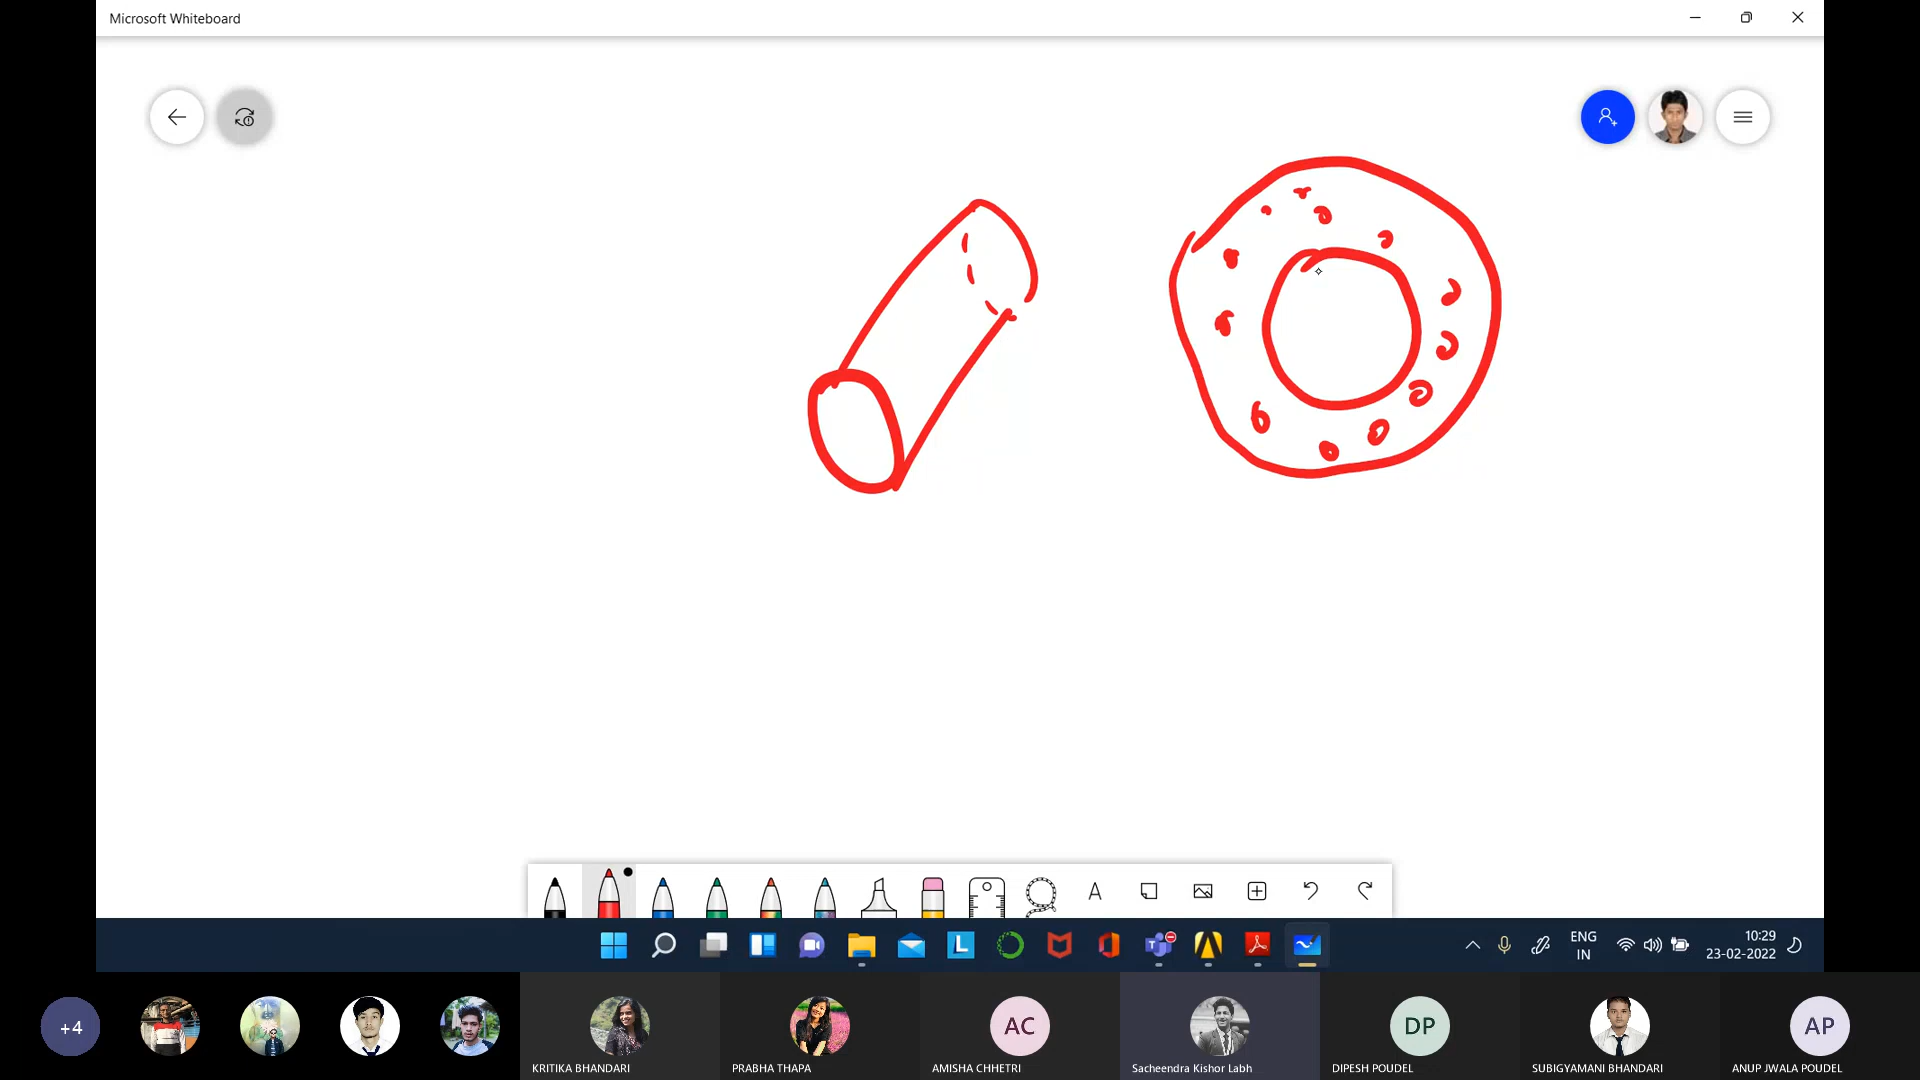 Microsoft Whiteboard
A
L
ENG
IN
10:29
23-02-2022
+4
AC
DP
AP
KRITIKA BHANDARI
PRABHA THAPA
AMISHA CHHETRI
Sacheendra Kishor Labh
DIPESH POUDEL
SUBIGYAMANI BHANDARI
ANUP JWALA POUDEL